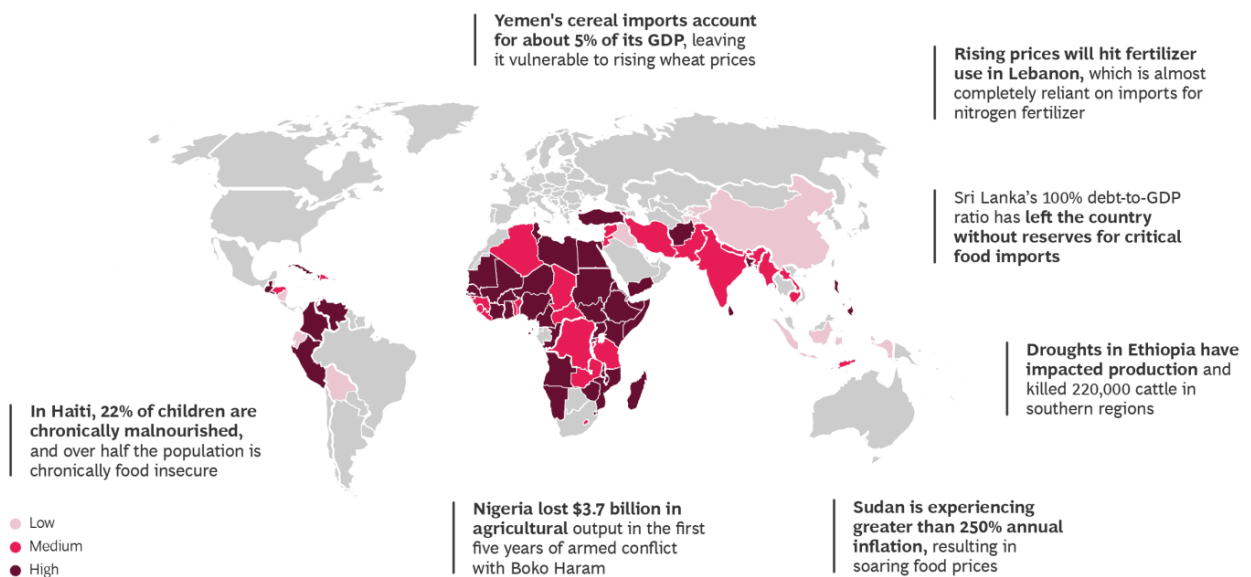 Yemen's cereal imports account
for about 5% of its GDP, leaving
it vulnerable to rising wheat prices
Rising prices will hit fertilizer
use in Lebanon, which is almost
completely reliant on imports for
nitrogen fertilizer
Sri Lanka’s 100% debt-to-GDP
ratio has left the country
without reserves for critical
food imports
Droughts in Ethiopia have
impacted production and
killed 220,000 cattle in
southern regions
In Haiti, 22% of children are
chronically malnourished,
and over half the population is
chronically food insecure
Low
Medium
High
Nigeria lost $3.7 billion in
agricultural output in the first
five years of armed conflict
with Boko Haram
Sudan is experiencing
greater than 250% annual
inflation, resulting in
soaring food prices